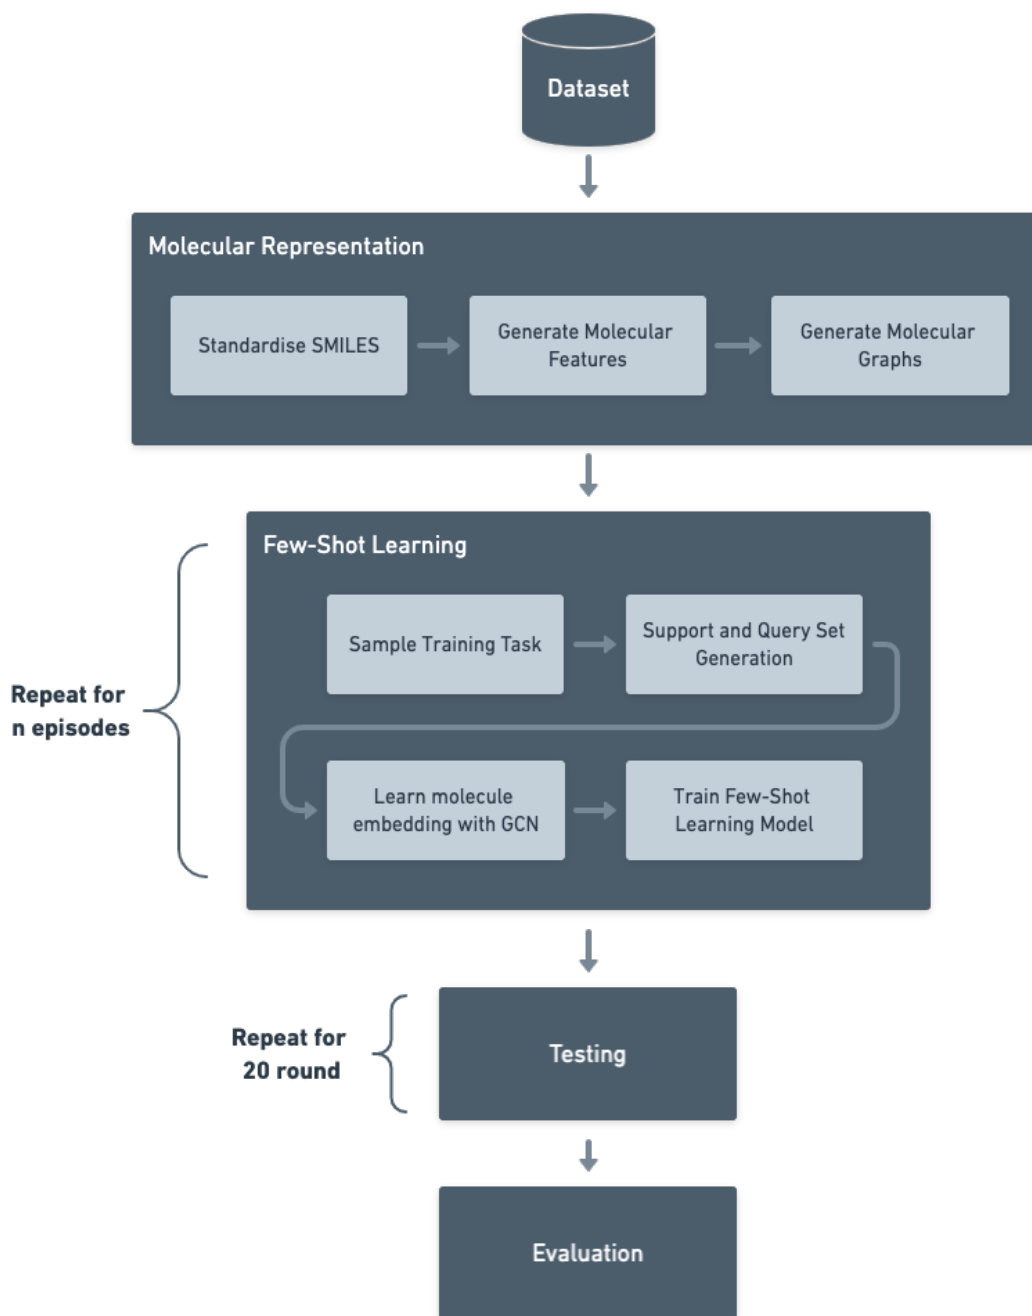 Dataset
Molecular Representation
Standardise SMILES
Generate Molecular
Features
Generate Molecular
Graphs
Few-Shot Learning
Sample Training Task
Support and Query Set
Generation
Repeat for
n episodes
Learn molecule
embedding with GCN
Train Few-Shot
Learning Model
Repeat for
20 round
Testing
Evaluation